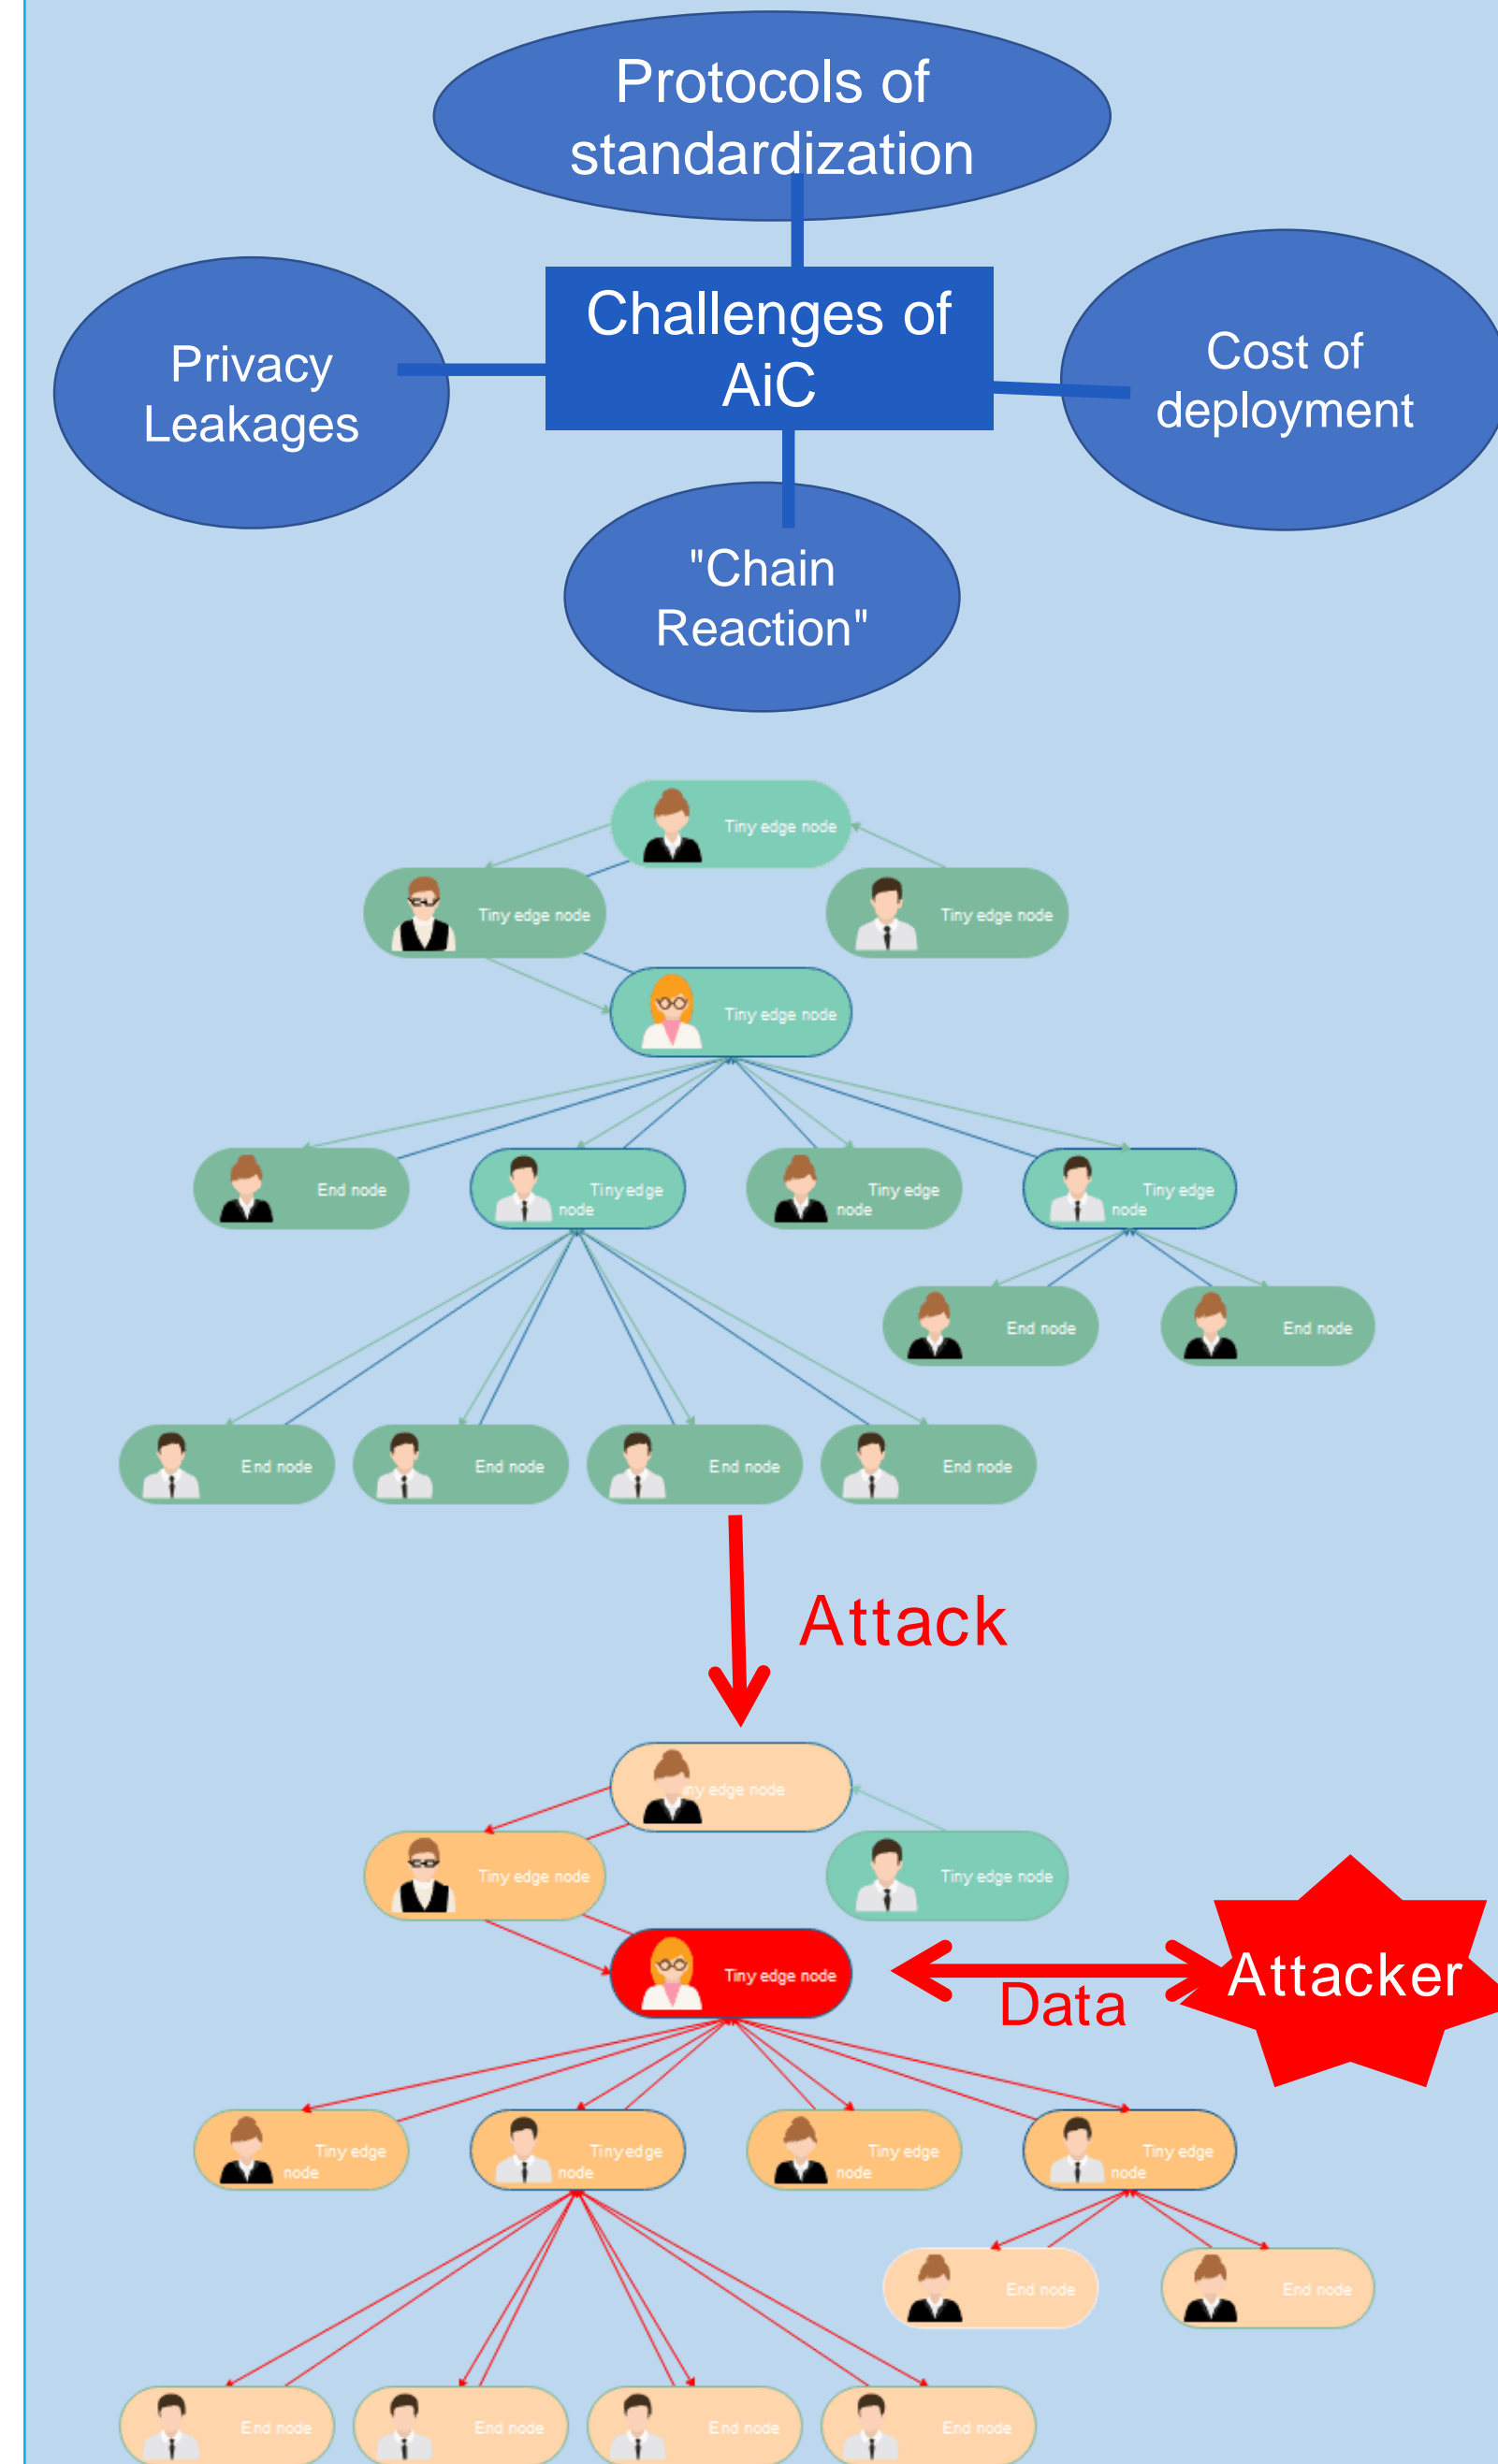 Protocols of
standardization
Challenges of
AiC
Privacy
Leakages
Cost of
deployment
"Chain
Reaction"
Tiny edge node
Tiny edge node
Tiny edge node
Tiny edge node
End node
Tiny edge
node
Tiny edge
node
Tiny edge
node
End node
End node
End node
End node
End node
End node
Attack
ny edge node
Tiny edge node
Tiny edge node
Tiny edge node
Attacker
Data
Tiny edge
node
Tiny edge
node
Tiny edge
node
Tiny edge
node
End node
End node
End node
End node
End node
End node